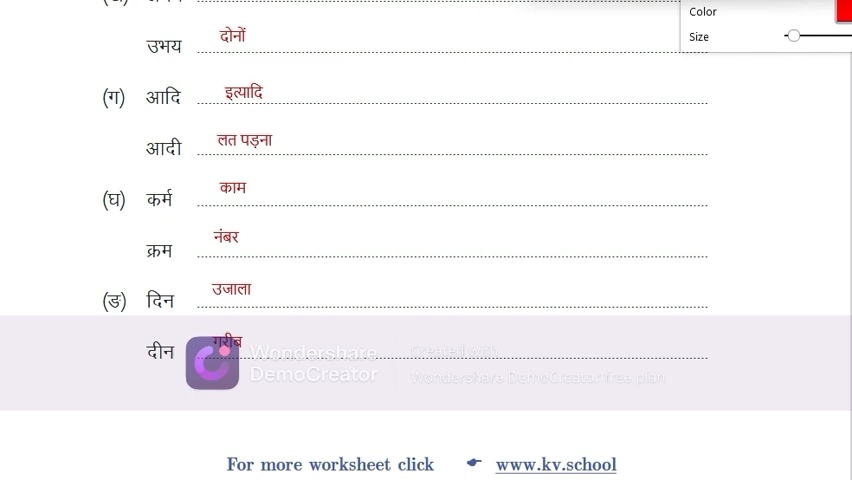 Color
Size
उभय दोनों
(ग) आदि इत्यादि
आदी लत पड़ना
(घ) कर्म काम
क्रम नंबर
(ङ) दिन उजाला
दीन गरीब
Wondershare
DemoCreator
Created with
Wondershare DemoCreator free plan
For more worksheet click ☛ www.kv.school